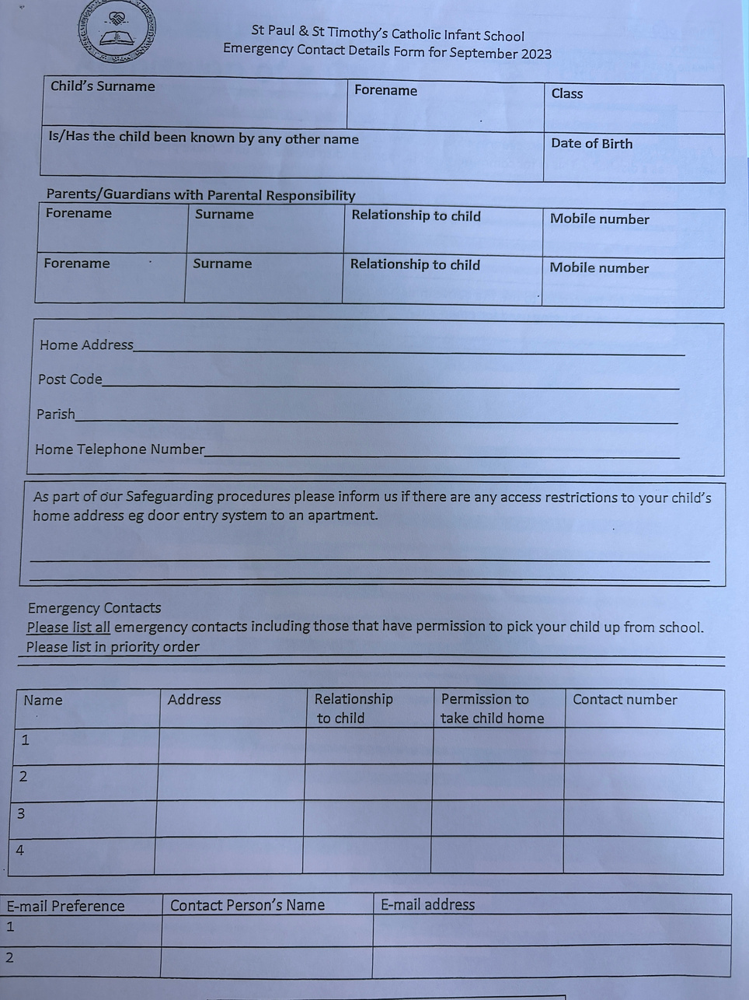 St Paul & St Timothy's Catholic Infant School
Emergency Contact Details Form for September 2023
Child's Surname Forename Class
Is/Has the child been known by any other name Date of Birth
Parents/Guardians with Parental Responsibility
Forename Surname Relationship to child Mobile number
Forename Surname Relationship to child Mobile number
Home Address
Post Code
Parish
Home Telephone Number
As part of our Safeguarding procedures please inform us if there are any access restrictions to your child's
home address eg door entry system to an apartment.
Emergency Contacts
Please list all emergency contacts including those that have permission to pick your child up from school.
Please list in priority order
Name Address Relationship to child Permission to take child home Contact number
1
2
3
4
E-mail Preference Contact Person's Name E-mail address
1
2